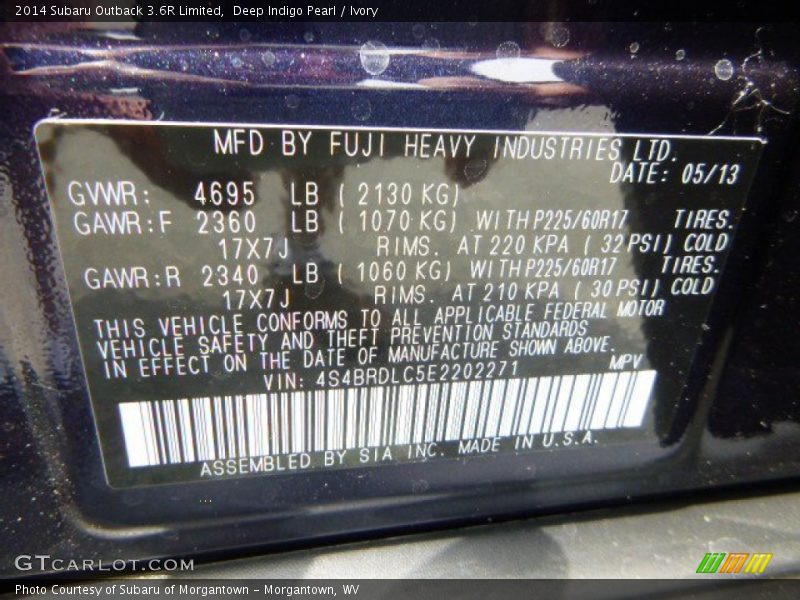 2014 Subaru Outback 3.6R Limited, Deep Indigo Pearl / Ivory
MFD BY FUJI HEAVY INDUSTRIES LTD.
DATE: 05/13
GVWR: 4695 LB ( 2130 KG)
GAWR:F 2360 LB ( 1070 KG) WITH P225/60R17 TIRES.
17X7J RIMS. AT 220 KPA ( 32 PSI) COLD
GAWR:R 2340 LB ( 1060 KG) WITH P225/60R17 TIRES.
17X7J RIMS. AT 210 KPA ( 30 PSI) COLD
THIS VEHICLE CONFORMS TO ALL APPLICABLE FEDERAL MOTOR
VEHICLE SAFETY AND THEFT PREVENTION STANDARDS
IN EFFECT ON THE DATE OF MANUFACTURE SHOWN ABOVE.
VIN: 4S4BRDLC5E2202271 MPV
ASSEMBLED BY SIA INC. MADE IN U.S.A.
GTCARLOT.COM
Photo Courtesy of Subaru of Morgantown - Morgantown, WV